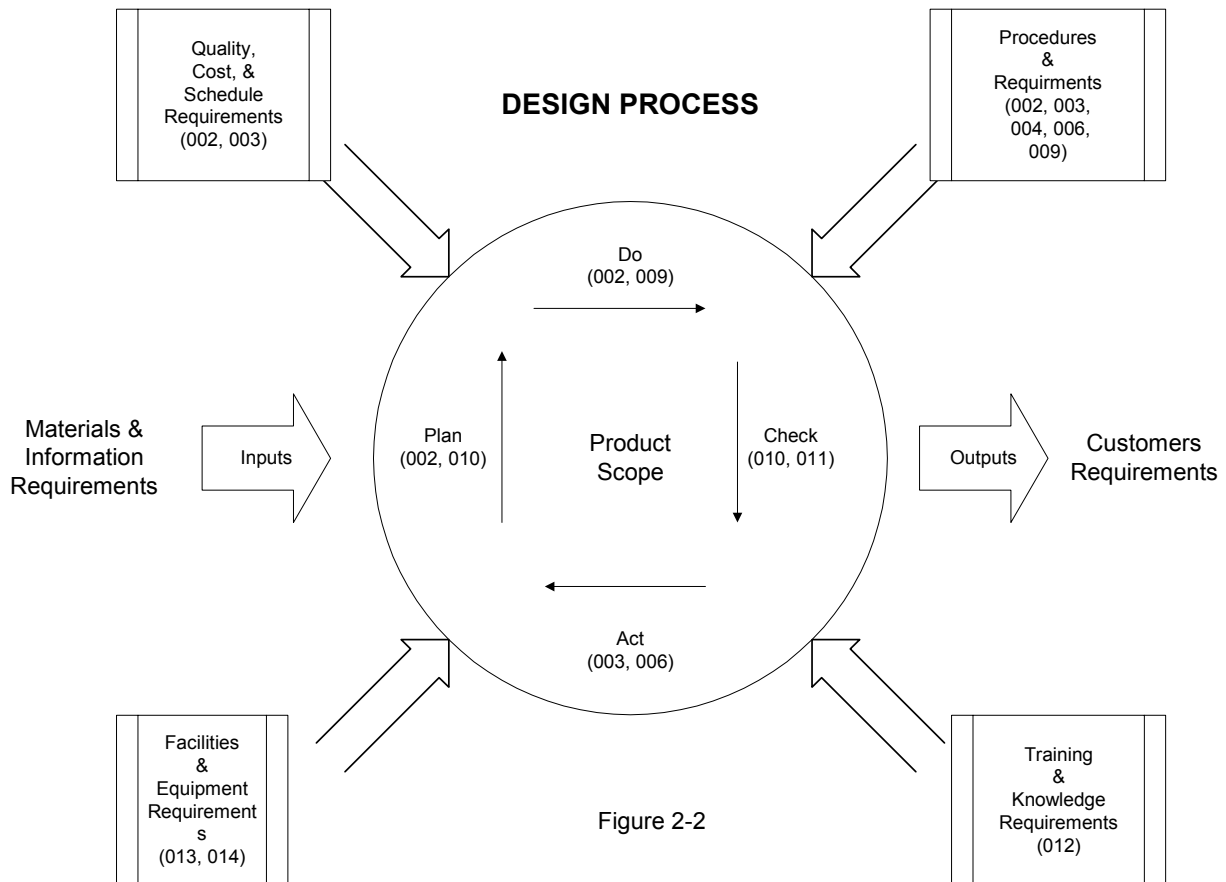 Quality,
Cost, &
Schedule
Requirements
(002, 003)
DESIGN PROCESS
Procedures
&
Requirments
(002, 003,
004, 006,
009)
Do
(002, 009)
Materials &
Information
Requirements
Inputs
Plan
(002, 010)
Product
Scope
Check
(010, 011)
Outputs
Customers
Requirements
Act
(003, 006)
Facilities
&
Equipment
Requirement
s
(013, 014)
Figure 2-2
Training
&
Knowledge
Requirements
(012)